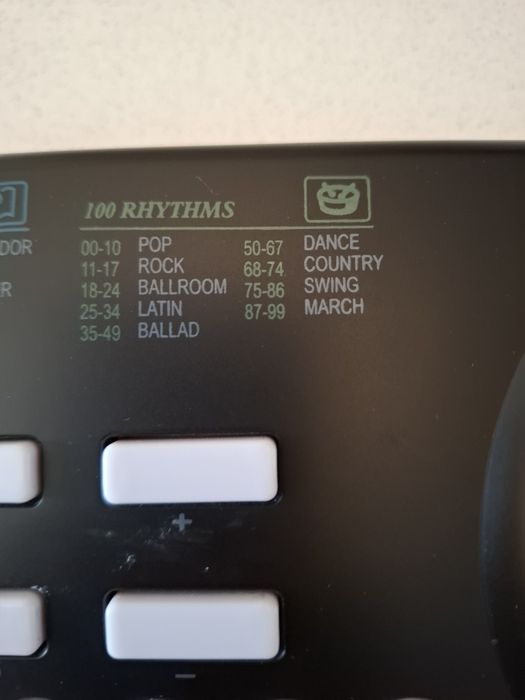 100 RHYTHMS
00-10 POP
11-17 ROCK
18-24 BALLROOM
25-34 LATIN
35-49 BALLAD
50-67 DANCE
68-74 COUNTRY
75-86 SWING
87-99 MARCH
DOR
R
+
-